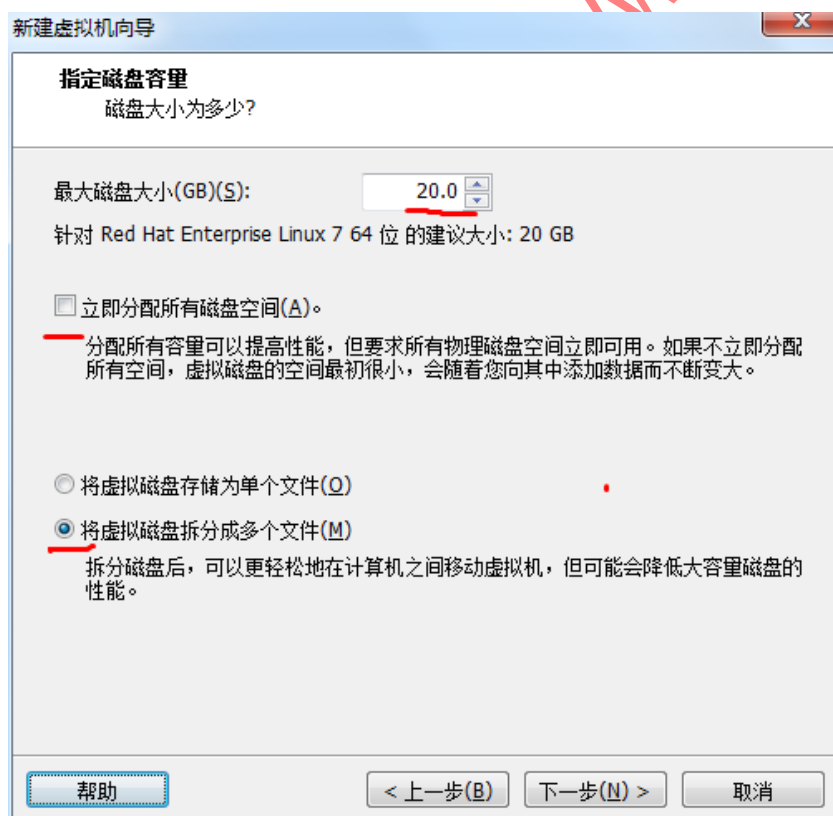 新建虚拟机向导
指定磁盘容量
磁盘大小为多少?
最大磁盘大小(GB)(S): 20.0
针对 Red Hat Enterprise Linux 7 64 位 的建议大小: 20 GB
立即分配所有磁盘空间(A)。
分配所有容量可以提高性能，但要求所有物理磁盘空间立即可用。如果不立即分配
所有空间，虚拟磁盘的空间最初很小，会随着您向其中添加数据而不断变大。
将虚拟磁盘存储为单个文件(O)
将虚拟磁盘拆分成多个文件(M)
拆分磁盘后，可以更轻松地在计算机之间移动虚拟机，但可能会降低大容量磁盘的
性能。
帮助 < 上一步(B) 下一步(N) > 取消